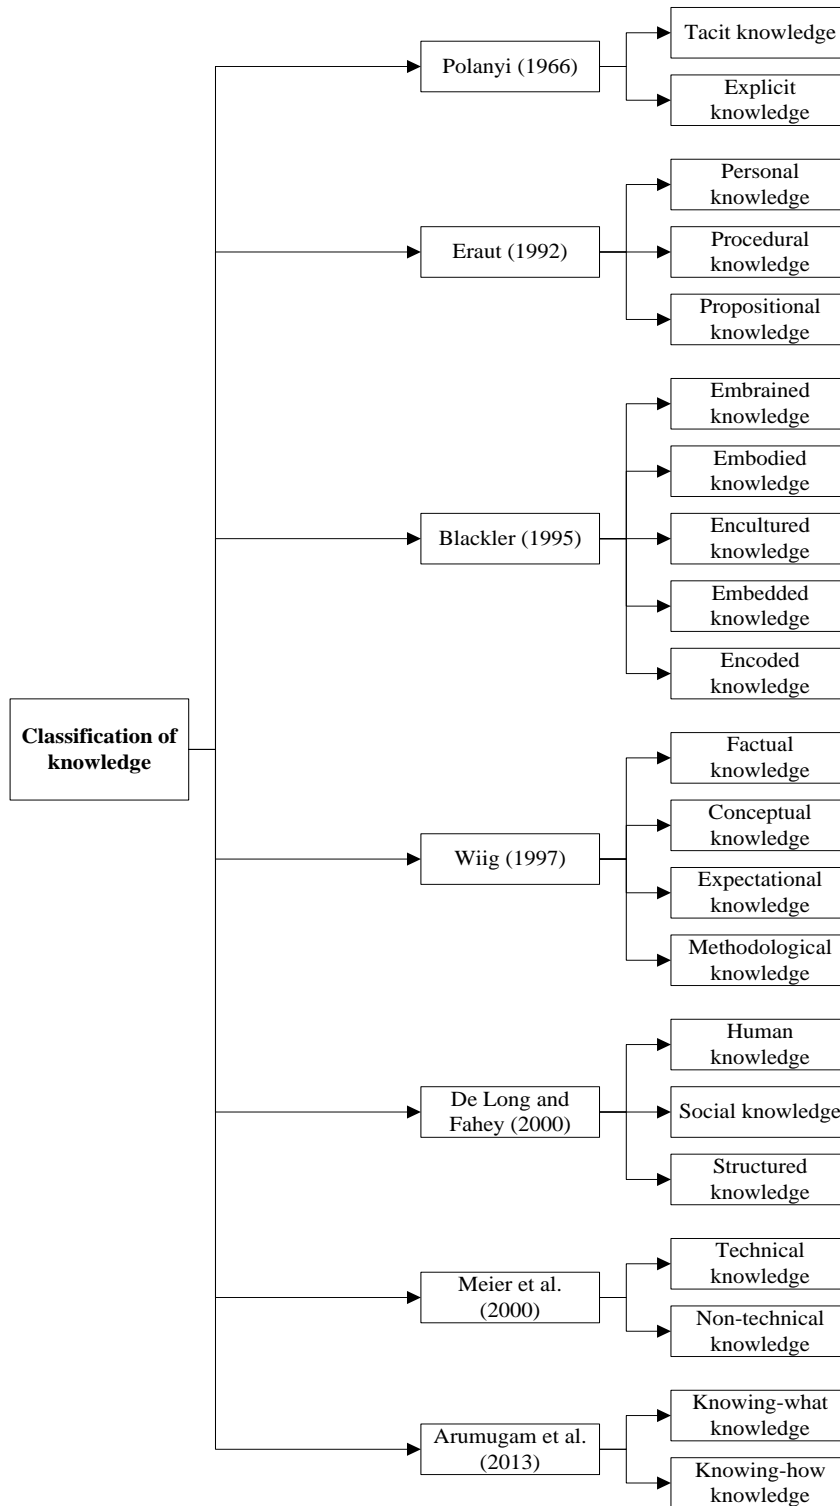 Classification of
knowledge
Polanyi (1966)
Tacit knowledge
Explicit
knowledge
Eraut (1992)
Personal
knowledge
Procedural
knowledge
Propositional
knowledge
Blackler (1995)
Embrained
knowledge
Embodied
knowledge
Encultured
knowledge
Embedded
knowledge
Encoded
knowledge
Wiig (1997)
Factual
knowledge
Conceptual
knowledge
Expectational
knowledge
Methodological
knowledge
De Long and
Fahey (2000)
Human
knowledge
Social knowledge
Structured
knowledge
Meier et al.
(2000)
Technical
knowledge
Non-technical
knowledge
Arumugam et al.
(2013)
Knowing-what
knowledge
Knowing-how
knowledge